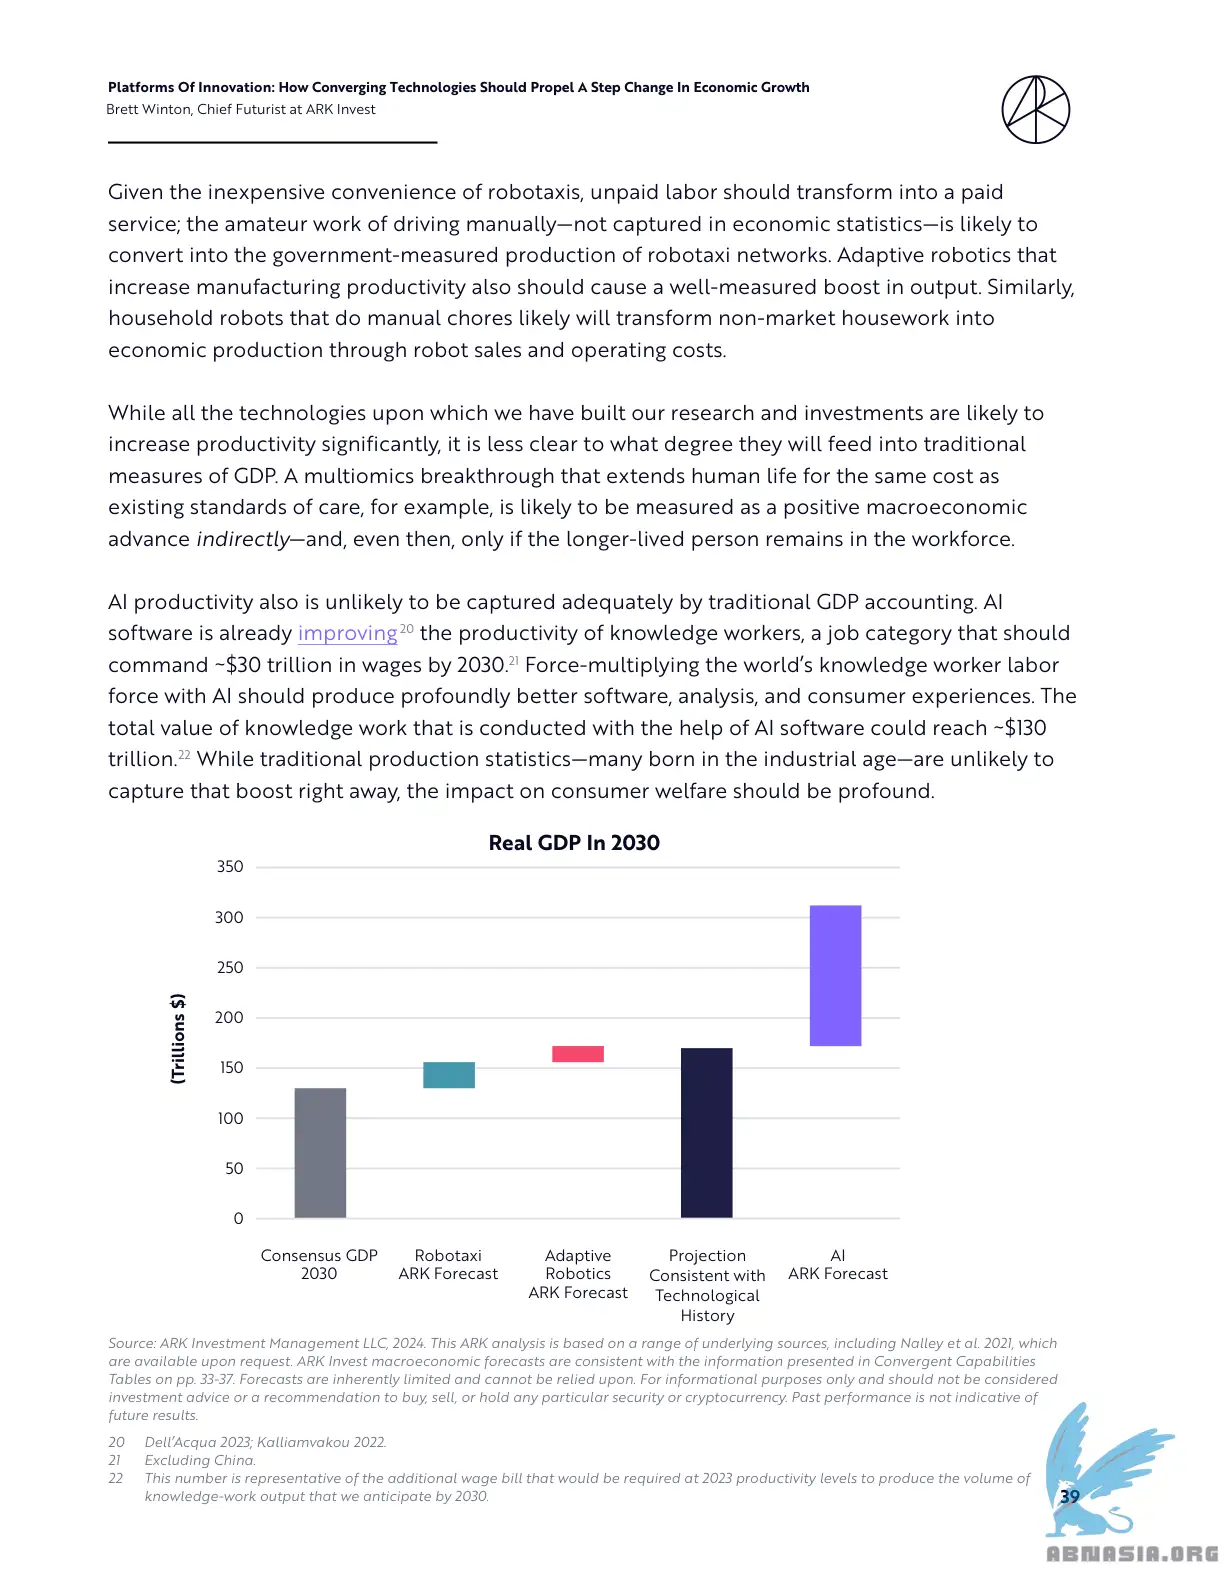 Platforms Of Innovation: How Converging Technologies Should Propel A Step Change In Economic Growth
Brett Winton, Chief Futurist at ARK Invest
Given the inexpensive convenience of robotaxis, unpaid labor should transform into a paid
service; the amateur work of driving manually—not captured in economic statistics—is likely to
convert into the government-measured production of robotaxi networks. Adaptive robotics that
increase manufacturing productivity also should cause a well-measured boost in output. Similarly,
household robots that do manual chores likely will transform non-market housework into
economic production through robot sales and operating costs.
While all the technologies upon which we have built our research and investments are likely to
increase productivity significantly, it is less clear to what degree they will feed into traditional
measures of GDP. A multiomics breakthrough that extends human life for the same cost as
existing standards of care, for example, is likely to be measured as a positive macroeconomic
advance indirectly—and, even then, only if the longer-lived person remains in the workforce.
AI productivity also is unlikely to be captured adequately by traditional GDP accounting. AI
software is already improving20 the productivity of knowledge workers, a job category that should
command ~$30 trillion in wages by 2030.21 Force-multiplying the world's knowledge worker labor
force with AI should produce profoundly better software, analysis, and consumer experiences. The
total value of knowledge work that is conducted with the help of AI software could reach ~$130
trillion.22 While traditional production statistics—many born in the industrial age—are unlikely to
capture that boost right away, the impact on consumer welfare should be profound.
Real GDP In 2030
(Trillions $)
350
300
250
200
150
100
50
0
Consensus GDP
2030
Robotaxi
ARK Forecast
Adaptive
Robotics
ARK Forecast
Projection
Consistent with
Technological
History
AI
ARK Forecast
Source: ARK Investment Management LLC, 2024. This ARK analysis is based on a range of underlying sources, including Nalley et al. 2021, which
are available upon request. ARK Invest macroeconomic forecasts are consistent with the information presented in Convergent Capabilities
Tables on pp. 33-37. Forecasts are inherently limited and cannot be relied upon. For informational purposes only and should not be considered
investment advice or a recommendation to buy, sell, or hold any particular security or cryptocurrency. Past performance is not indicative of
future results.
20 Dell'Acqua 2023; Kalliamvakou 2022.
21 Excluding China.
22 This number is representative of the additional wage bill that would be required at 2023 productivity levels to produce the volume of
knowledge-work output that we anticipate by 2030.
39
ABNASIA.ORG